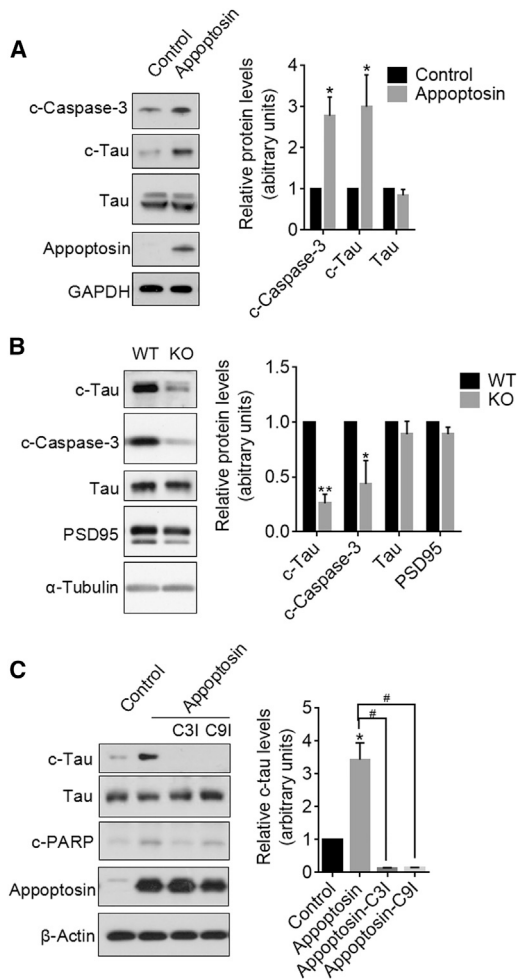 A
Control
Appoptosin
c-Caspase-3
c-Tau
Tau
Appoptosin
GAPDH
Relative protein levels
(abitrary units)
4
3
2
1
0
* *
Control
Appoptosin
c-Caspase-3
c-Tau
Tau
B
WT KO
c-Tau
c-Caspase-3
Tau
PSD95
α-Tubulin
Relative protein levels
(abitrary units)
1.5
1.0
0.5
0.0
** *
WT
KO
c-Tau
c-Caspase-3
Tau
PSD95
C
Control
Appoptosin
C3I C9I
c-Tau
Tau
c-PARP
Appoptosin
β-Actin
Relative c-tau levels
(arbitrary units)
5
4
3
2
1
0
#
#
*
Control
Appoptosin
Appoptosin-C3I
Appoptosin-C9I